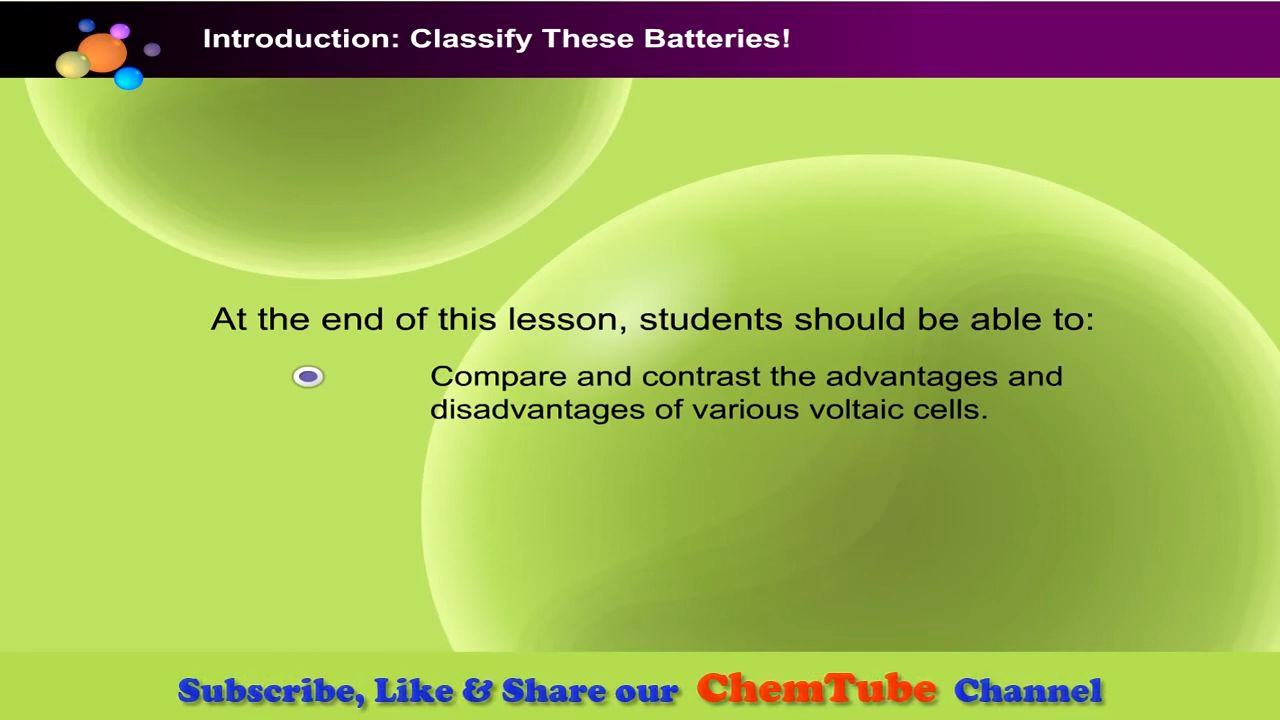 Introduction: Classify These Batteries!
At the end of this lesson, students should be able to:
Compare and contrast the advantages and
disadvantages of various voltaic cells.
Subscribe, Like & Share our ChemTube Channel